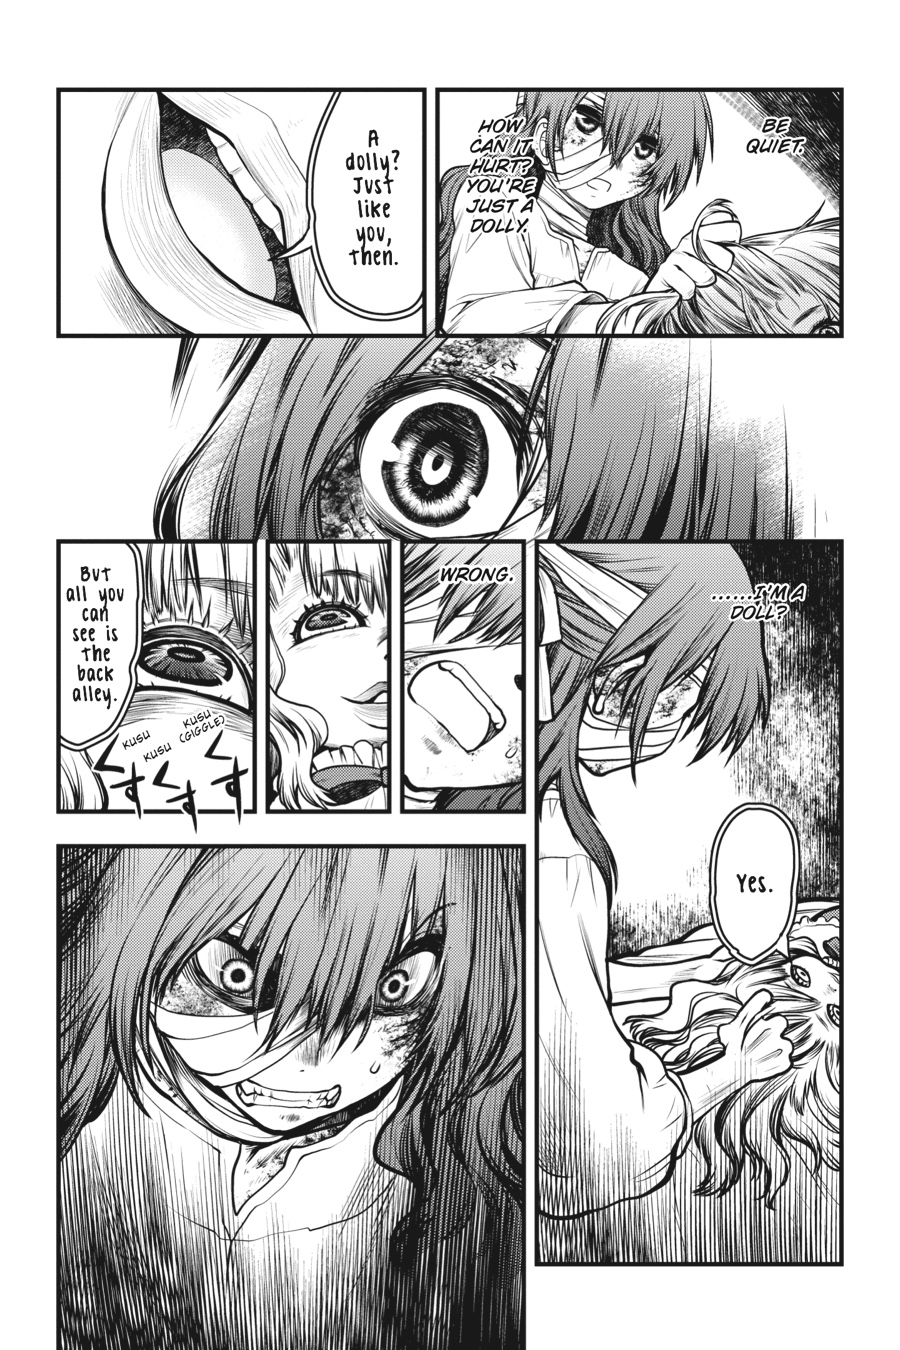 BE
QUIET.
HOW
CAN IT
HURT?
YOU'RE
JUST A
DOLLY.
A
dolly?
Just
like
you,
then.
......I'M A
DOLL?
Yes.
WRONG.
But
all you
can
see is
the
back
alley.
KUSU
KUSU
KUSU
(GIGGLE)
くす
くす
くす